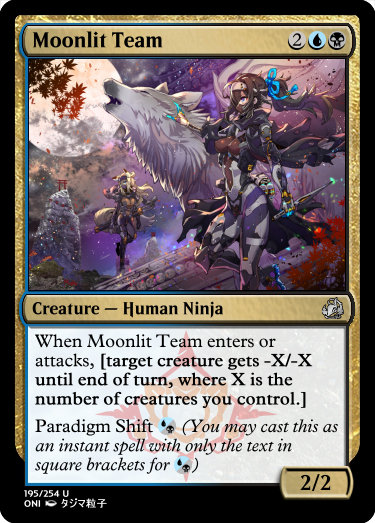 Moonlit Team 2
Creature — Human Ninja
When Moonlit Team enters or
attacks, [target creature gets -X/-X
until end of turn, where X is the
number of creatures you control.]
Paradigm Shift (You may cast this as
an instant spell with only the text in
square brackets for )
2/2
195/254 U
ONI タジマ粒子